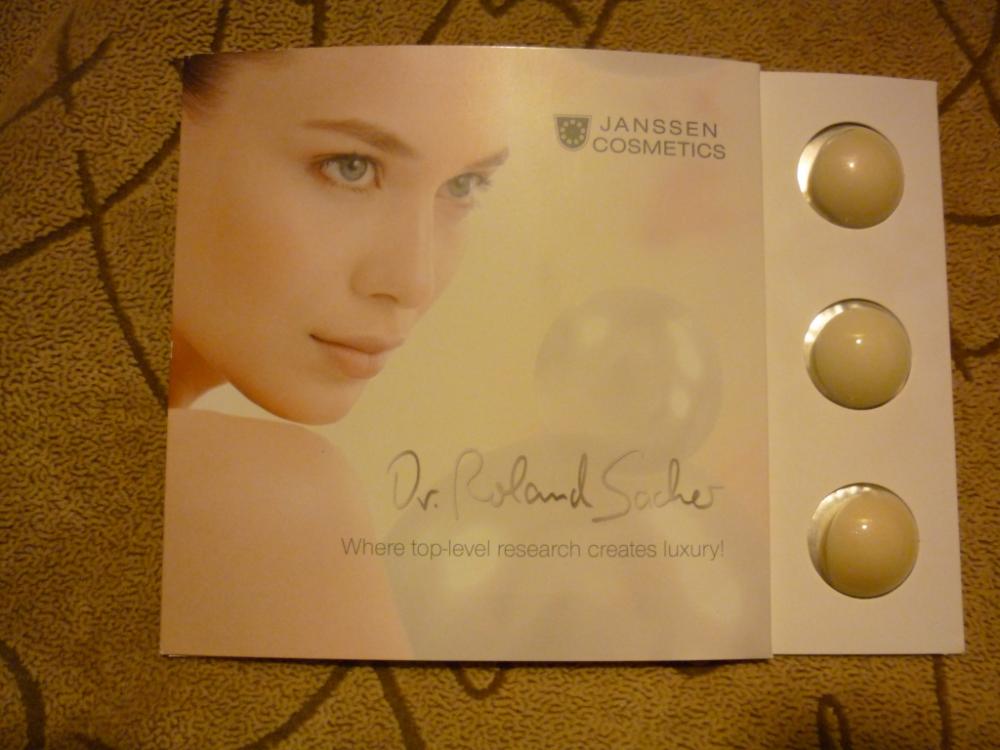 JANSSEN
COSMETICS
Dr. Roland Sacher
Where top-level research creates luxury!